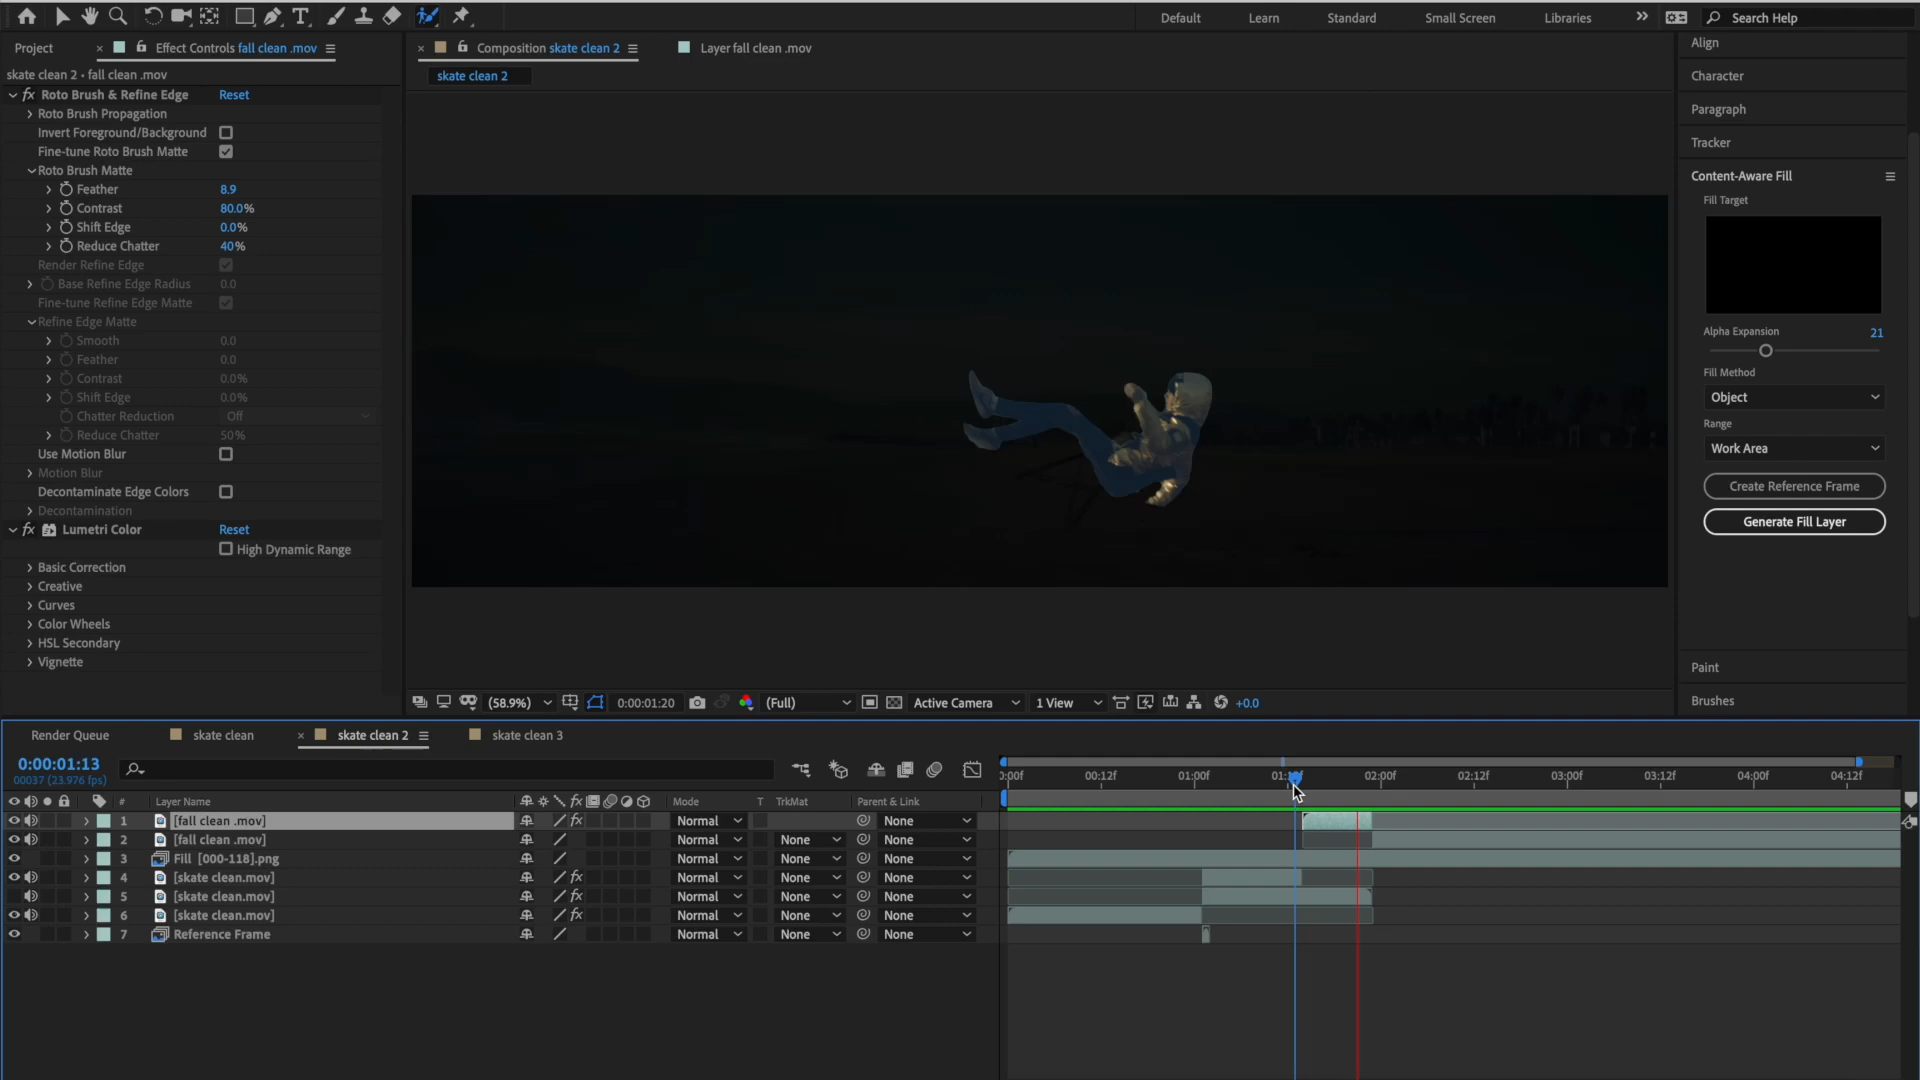 Default
Learn
Standard
Small Screen
Libraries
Search Help
Project
Effect Controls fall clean .mov
skate clean 2 • fall clean .mov
fx Roto Brush & Refine Edge Reset
Roto Brush Propagation
Invert Foreground/Background
Fine-tune Roto Brush Matte
Roto Brush Matte
Feather 8.9
Contrast 80.0%
Shift Edge 0.0%
Reduce Chatter 40%
Render Refine Edge
Base Refine Edge Radius 0.0
Fine-tune Refine Edge Matte
Refine Edge Matte
Smooth 0.0
Feather 0.0
Contrast 0.0%
Shift Edge 0.0%
Chatter Reduction Off
Reduce Chatter 50%
Use Motion Blur
Motion Blur
Decontaminate Edge Colors
Decontamination
fx Lumetri Color Reset
High Dynamic Range
Basic Correction
Creative
Curves
Color Wheels
HSL Secondary
Vignette
Composition skate clean 2
Layer fall clean .mov
skate clean 2
(58.9%) 0:00:01:20 (Full) Active Camera 1 View +0.0
Align
Character
Paragraph
Tracker
Content-Aware Fill
Fill Target
Alpha Expansion 21
Fill Method
Object
Range
Work Area
Create Reference Frame
Generate Fill Layer
Paint
Brushes
Render Queue
skate clean
skate clean 2
skate clean 3
0:00:01:13
00037 (23.976 fps)
# Layer Name fx Mode T TrkMat Parent & Link
1 [fall clean .mov] fx Normal None
2 [fall clean .mov] Normal None None
3 Fill [000-118].png Normal None None
4 [skate clean.mov] fx Normal None None
5 [skate clean.mov] fx Normal None None
6 [skate clean.mov] fx Normal None None
7 Reference Frame Normal None None
00:12f 01:00f 02:00f 02:12f 03:00f 03:12f 04:00f 04:12f